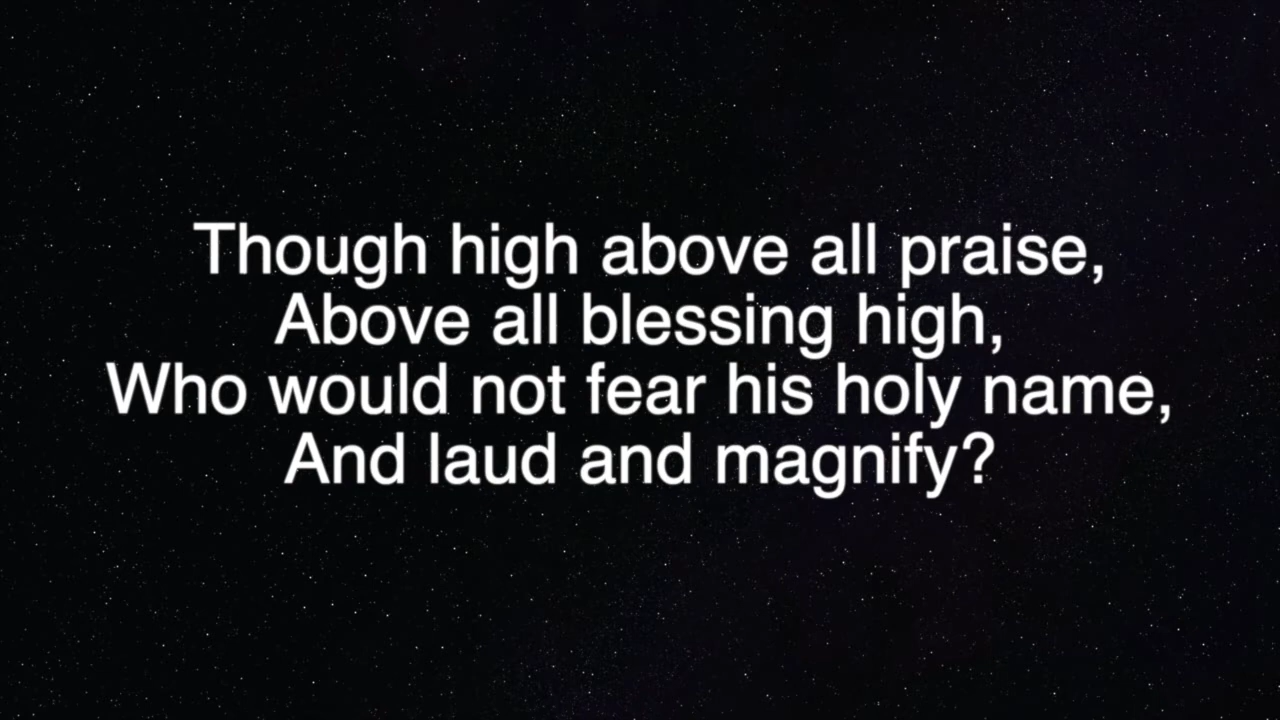 Though high above all praise,
Above all blessing high,
Who would not fear his holy name,
And laud and magnify?